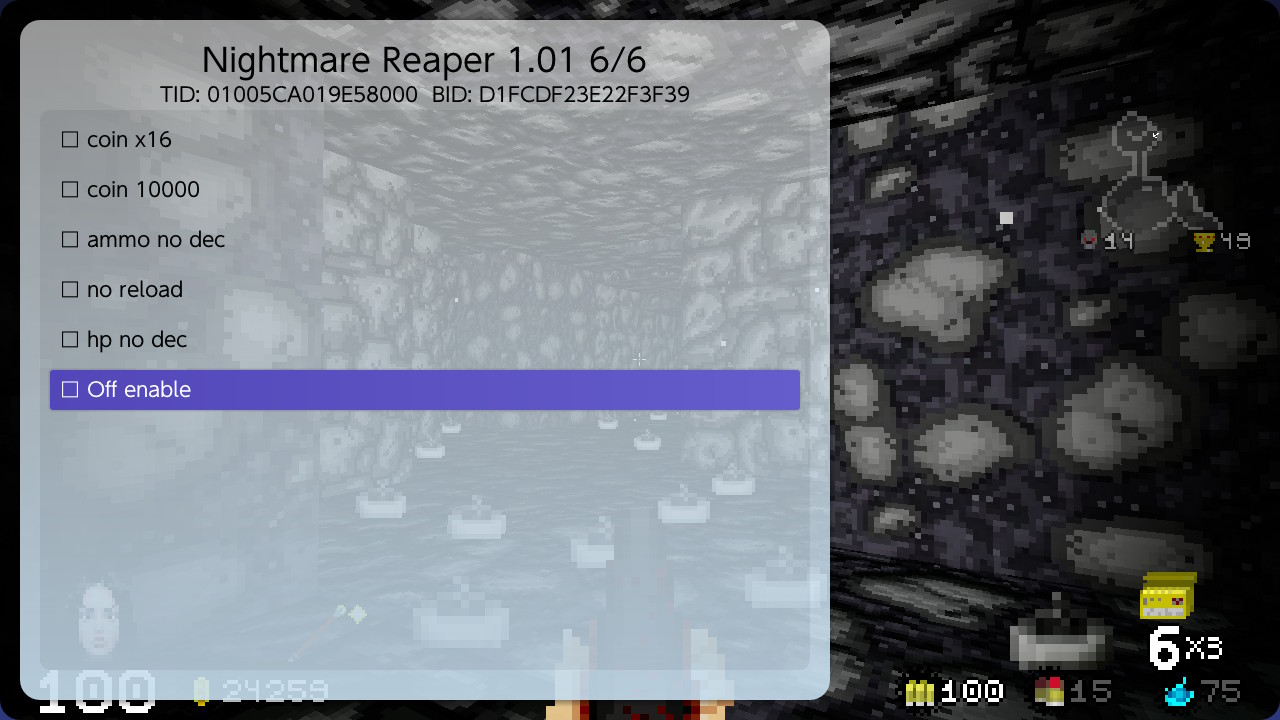 Nightmare Reaper 1.01 6/6
TID: 01005CA019E58000 BID: D1FCDF23E22F3F39
coin x16
coin 10000
ammo no dec
no reload
hp no dec
Off enable
14 49
6x3
100 24259 100 15 75